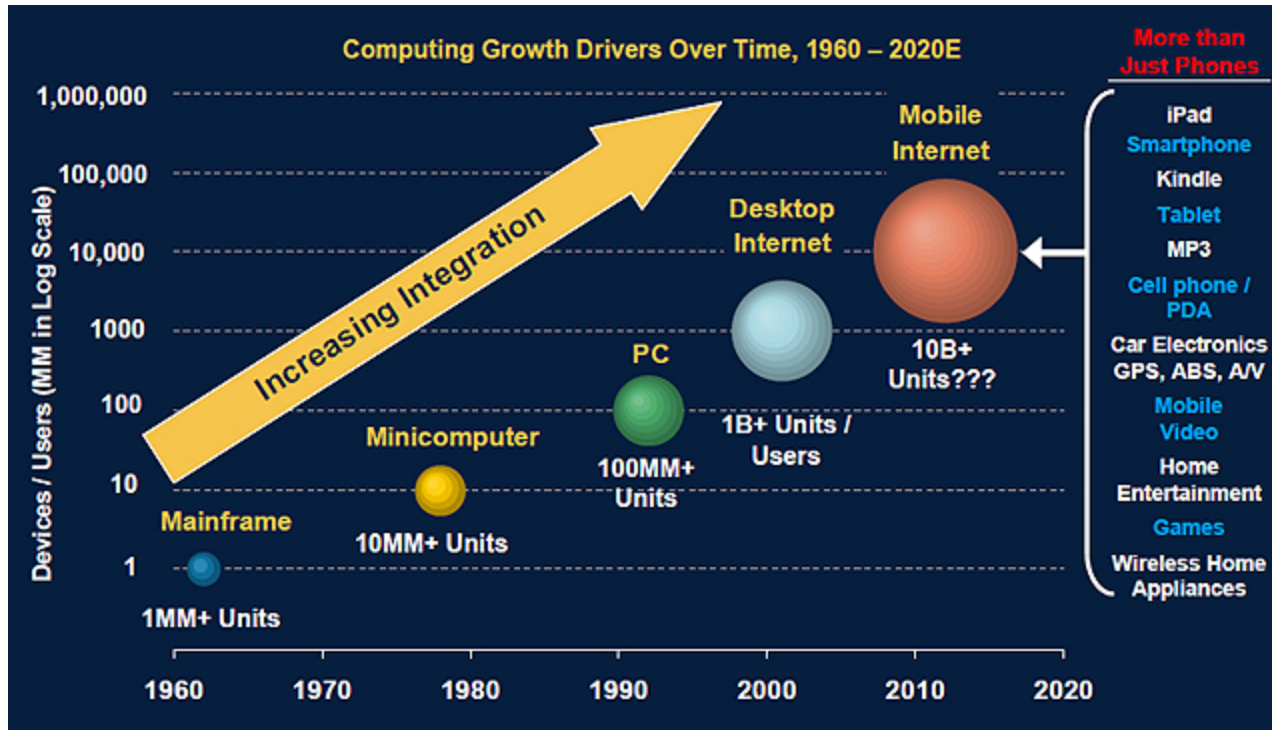 Computing Growth Drivers Over Time, 1960 – 2020E
More than
Just Phones
Devices / Users (MM in Log Scale)
1,000,000
100,000
10,000
1000
100
10
1
Increasing Integration
Mainframe
1MM+ Units
Minicomputer
10MM+ Units
PC
100MM+
Units
Desktop
Internet
1B+ Units /
Users
Mobile
Internet
10B+
Units???
iPad
Smartphone
Kindle
Tablet
MP3
Cell phone /
PDA
Car Electronics
GPS, ABS, A/V
Mobile
Video
Home
Entertainment
Games
Wireless Home
Appliances
1960
1970
1980
1990
2000
2010
2020